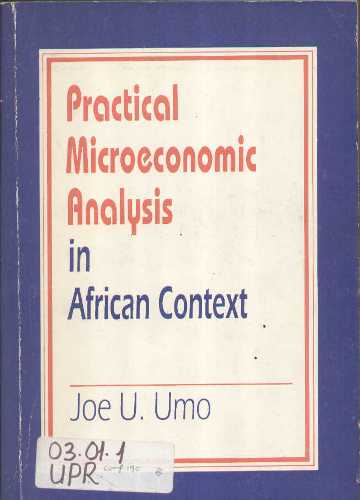 Practical
Microeconomic
Analysis
in
African Context
Joe U. Umo
03.01.1
UPR